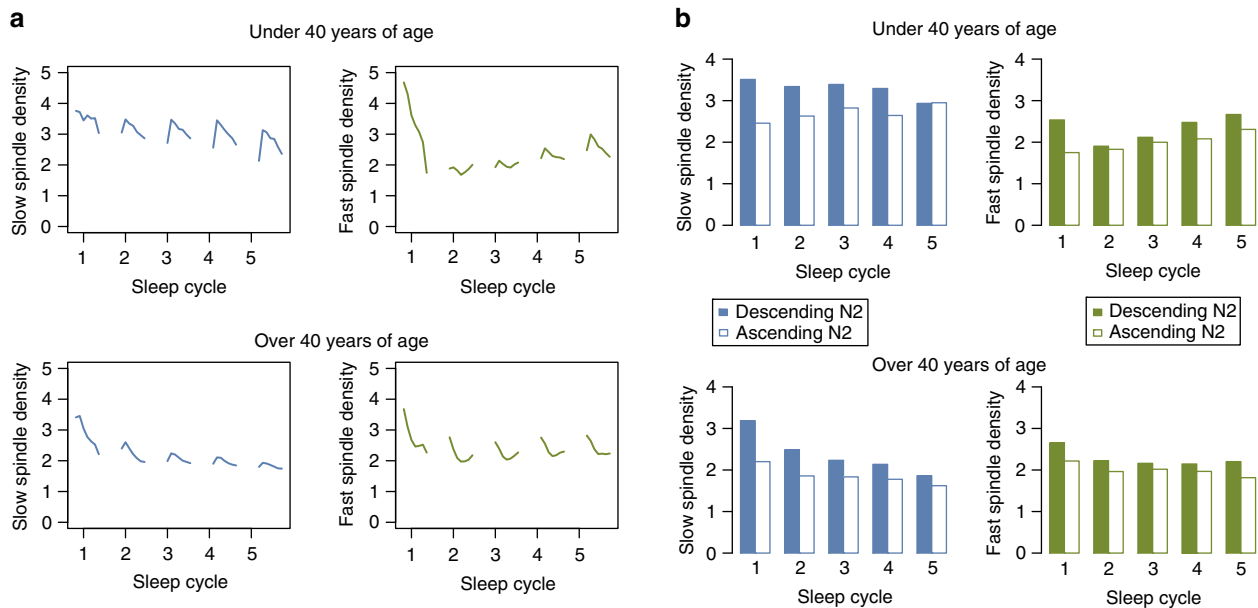 a
Under 40 years of age
Slow spindle density
5
4
3
2
1
0
1 2 3 4 5
Sleep cycle
Fast spindle density
5
4
3
2
1
0
1 2 3 4 5
Sleep cycle
Over 40 years of age
Slow spindle density
5
4
3
2
1
0
1 2 3 4 5
Sleep cycle
Fast spindle density
5
4
3
2
1
0
1 2 3 4 5
Sleep cycle
b
Under 40 years of age
Slow spindle density
4
3
2
1
0
1 2 3 4 5
Sleep cycle
Fast spindle density
4
3
2
1
0
1 2 3 4 5
Sleep cycle
Descending N2
Ascending N2
Descending N2
Ascending N2
Over 40 years of age
Slow spindle density
4
3
2
1
0
1 2 3 4 5
Sleep cycle
Fast spindle density
4
3
2
1
0
1 2 3 4 5
Sleep cycle